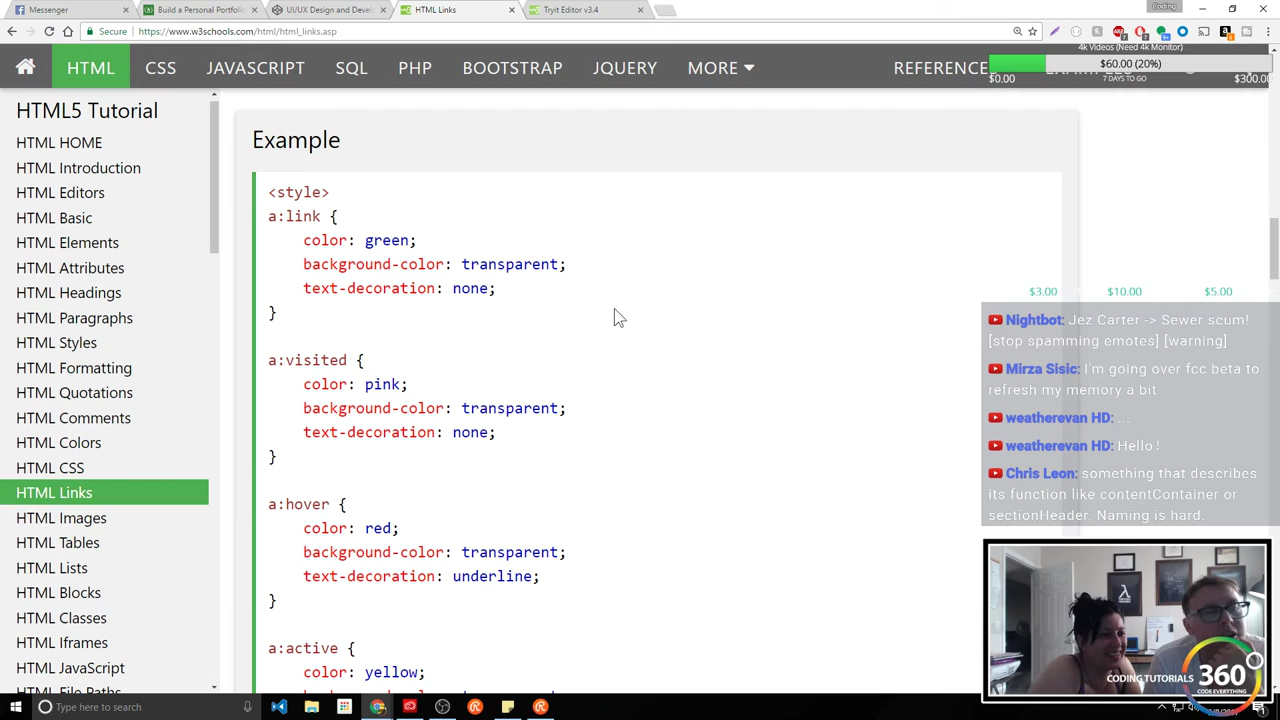 Messenger
Build a Personal Portfolio
UI/UX Design and Devel
HTML Links
Tryit Editor v3.4
Coding
Secure
https://www.w3schools.com/html/html_links.asp
HTML
CSS
JAVASCRIPT
SQL
PHP
BOOTSTRAP
JQUERY
MORE
REFERENCE
4k Videos (Need 4k Monitor)
$60.00 (20%)
$0.00
7 DAYS TO GO
$300.00
HTML5 Tutorial
HTML HOME
HTML Introduction
HTML Editors
HTML Basic
HTML Elements
HTML Attributes
HTML Headings
HTML Paragraphs
HTML Styles
HTML Formatting
HTML Quotations
HTML Comments
HTML Colors
HTML CSS
HTML Links
HTML Images
HTML Tables
HTML Lists
HTML Blocks
HTML Classes
HTML Iframes
HTML JavaScript
HTML File Paths
Example
<style>
a:link {
color: green;
background-color: transparent;
text-decoration: none;
}
a:visited {
color: pink;
background-color: transparent;
text-decoration: none;
}
a:hover {
color: red;
background-color: transparent;
text-decoration: underline;
}
a:active {
color: yellow;
$3.00
$10.00
$5.00
Nightbot: Jez Carter -> Sewer scum!
[stop spamming emotes] [warning]
Mirza Sisic: I'm going over fcc beta to
refresh my memory a bit
weatherevan HD: ...
weatherevan HD: Hello!
Chris Leon: something that describes
its function like contentContainer or
sectionHeader. Naming is hard.
CODING TUTORIALS 360
CODE EVERYTHING
Type here to search